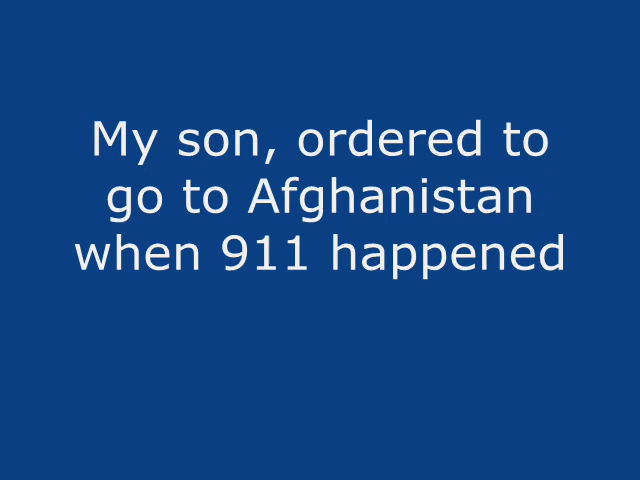 My son, ordered to
go to Afghanistan
when 911 happened